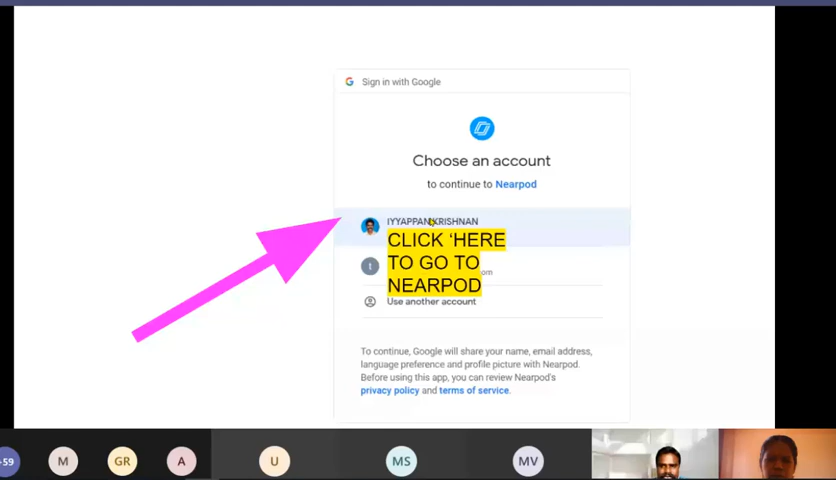 Sign in with Google
Choose an account
to continue to Nearpod
IYYAPPAN KRISHNAN
CLICK ‘HERE
TO GO TO
NEARPOD
t
om
Use another account
To continue, Google will share your name, email address,
language preference and profile picture with Nearpod.
Before using this app, you can review Nearpod's
privacy policy and terms of service.
+59 M GR A U MS MV